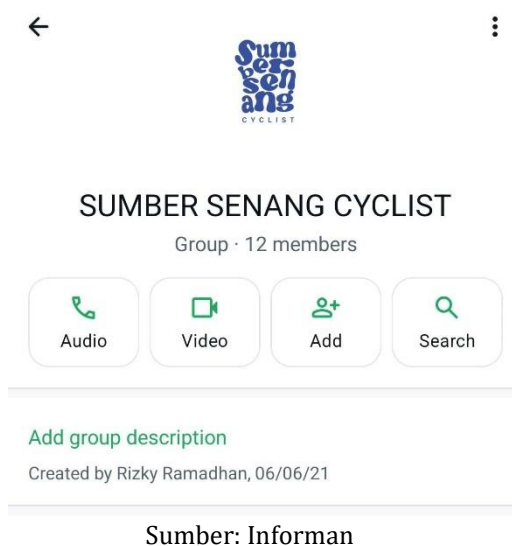 Sum
ber
sen
ang
CYCLIST
SUMBER SENANG CYCLIST
Group · 12 members
Audio Video Add Search
Add group description
Created by Rizky Ramadhan, 06/06/21
Sumber: Informan